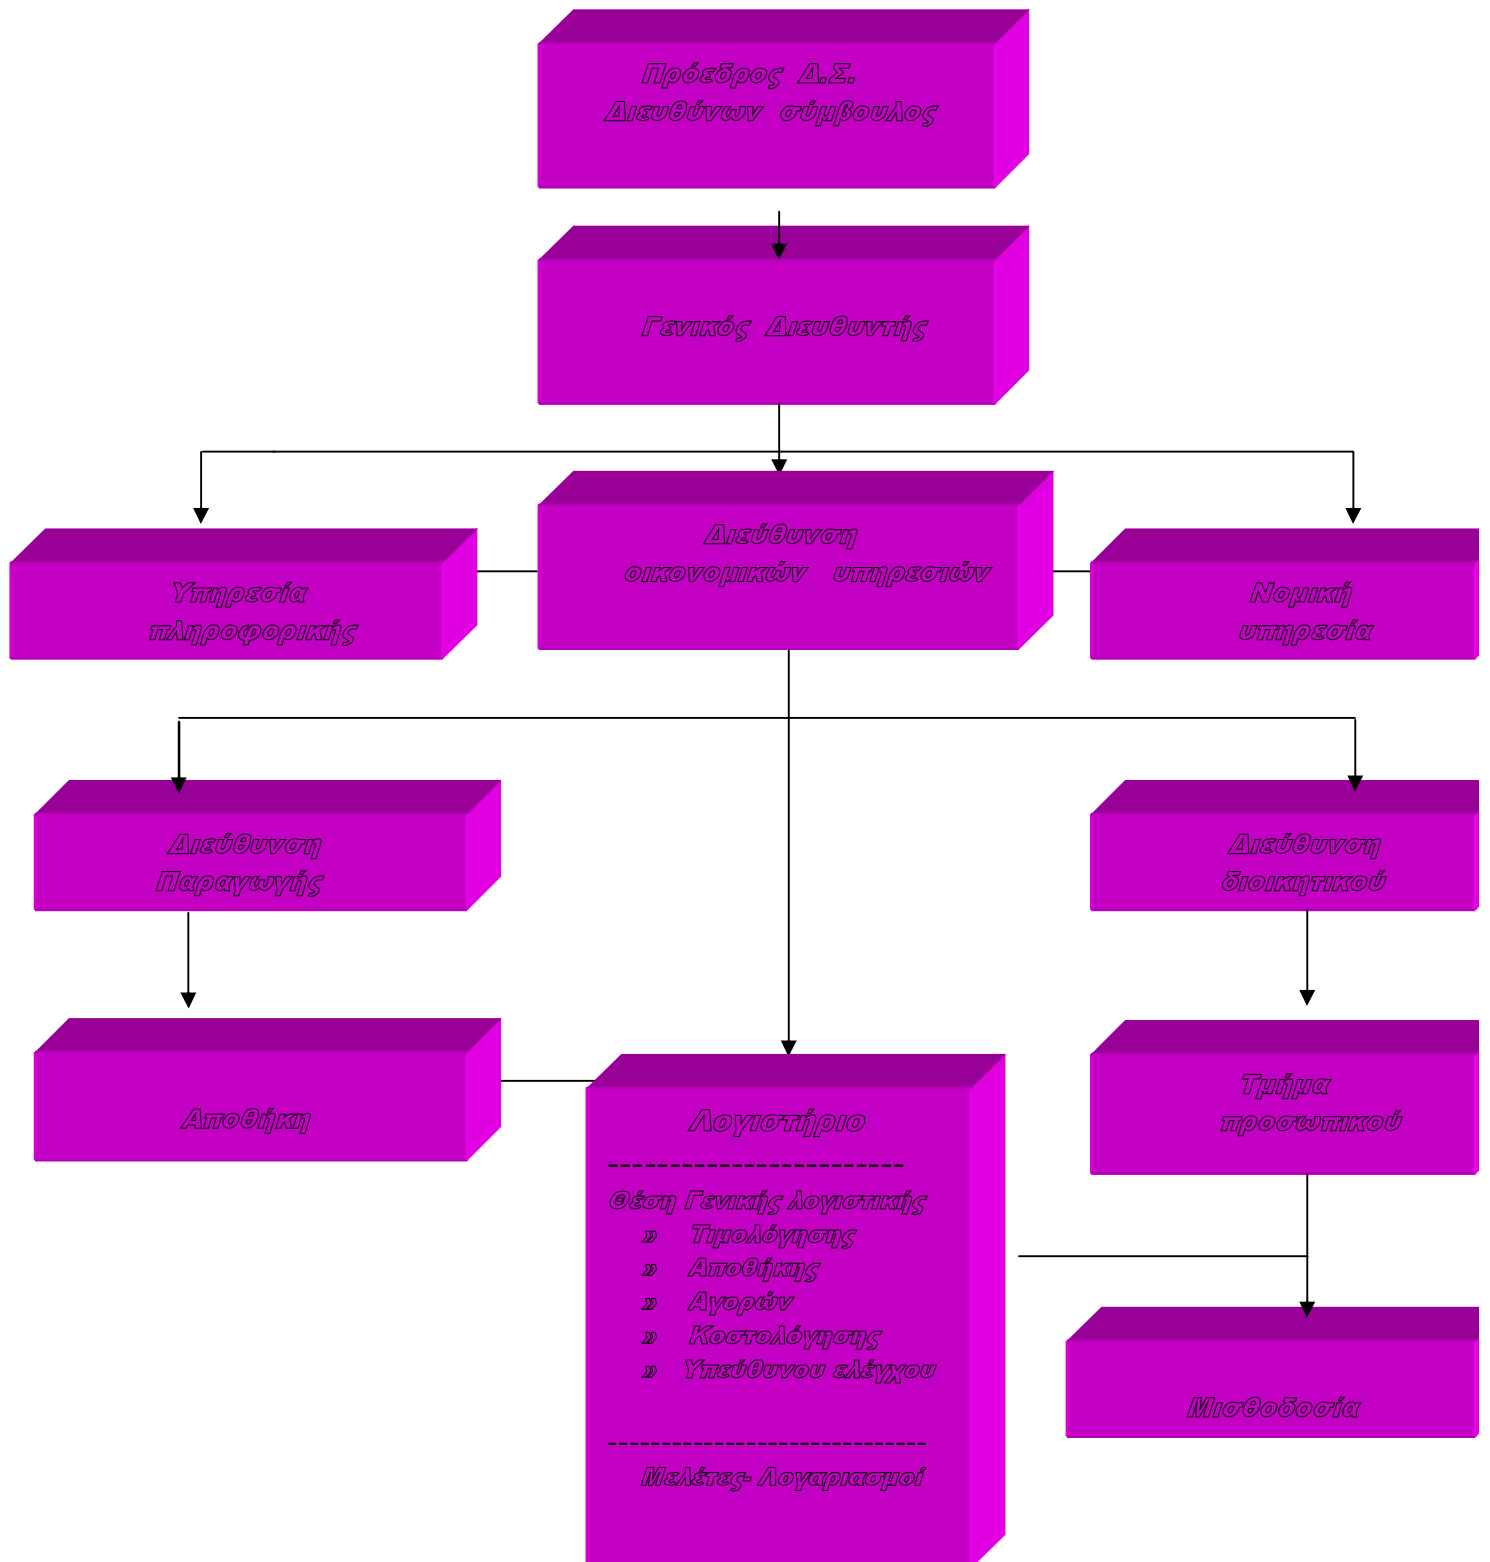 Πρόεδρος Δ.Σ.
Διευθύνων σύμβουλος
Γενικός Διευθυντής
Διεύθυνση
οικονομικών υπηρεσιών
Υπηρεσία
πληροφορικής
Νομική
υπηρεσία
Διεύθυνση
Παραγωγής
Διεύθυνση
διοικητικού
Αποθήκη
Λογιστήριο
------------------------
Θέση Γενικής λογιστικής
» Τιμολόγησης
» Αποθήκης
» Αγορών
» Κοστολόγησης
» Υπεύθυνου ελέγχου
------------------------------
Μελέτες- Λογαριασμοί
Τμήμα
προσωπικού
Μισθοδοσία